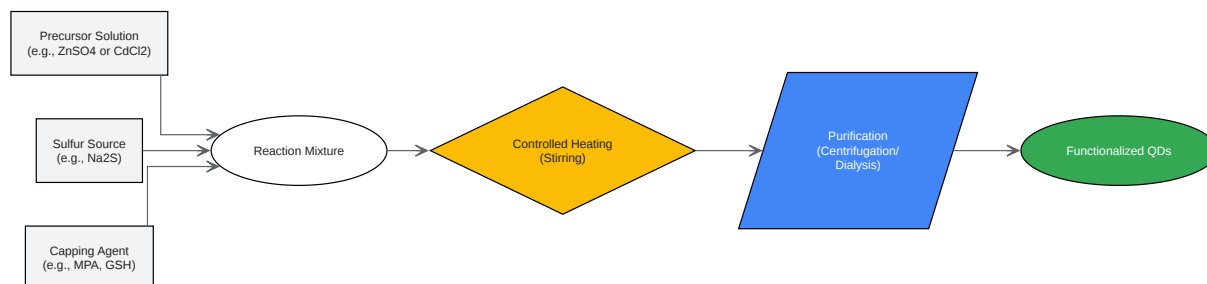 Precursor Solution
(e.g., ZnSO4 or CdCl2)
Sulfur Source
(e.g., Na2S)
Capping Agent
(e.g., MPA, GSH)
Reaction Mixture
Controlled Heating
(Stirring)
Purification
(Centrifugation/
Dialysis)
Functionalized QDs